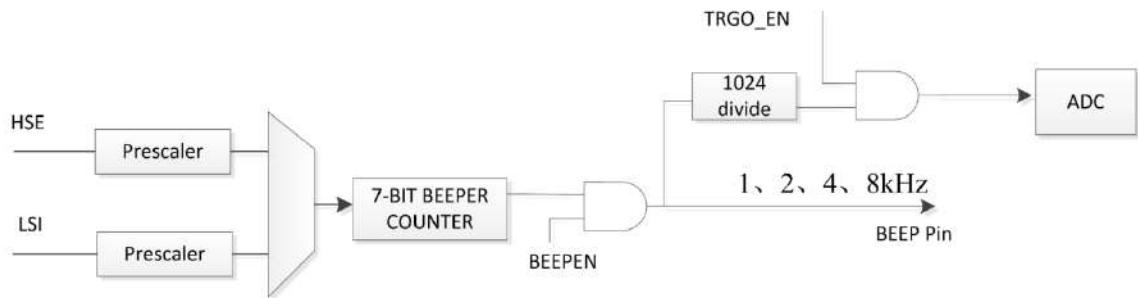 TRGO_EN
1024
divide
ADC
HSE
Prescaler
7-BIT BEEPER
COUNTER
1、2、4、8kHz
LSI
Prescaler
BEEPEN
BEEP Pin